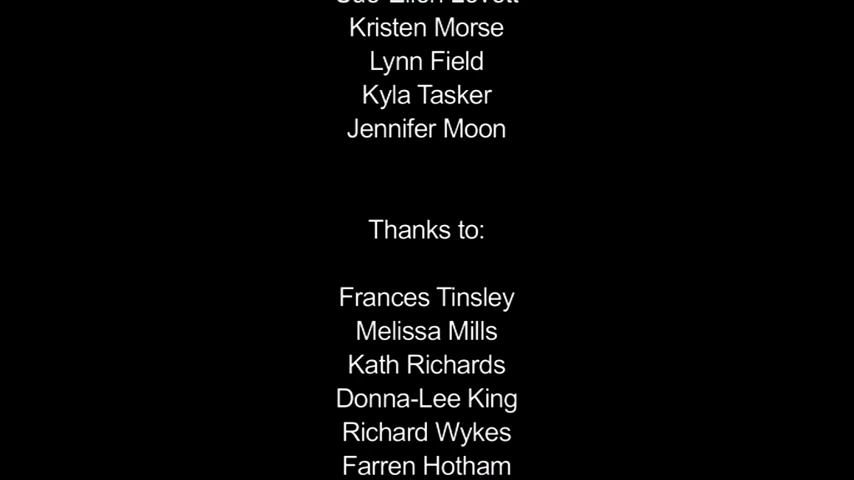 Kristen Morse
Lynn Field
Kyla Tasker
Jennifer Moon
Thanks to:
Frances Tinsley
Melissa Mills
Kath Richards
Donna-Lee King
Richard Wykes
Farren Hotham